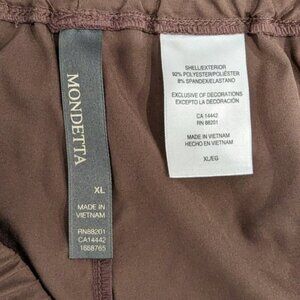 MONDETTA
XL
MADE IN
VIETNAM
RN88201
CA14442
1668765
SHELL/EXTERIOR
92% POLYESTER/POLIÉSTER
8% SPANDEX/ELASTANO
EXCLUSIVE OF DECORATIONS
EXCEPTO LA DECORACIÓN
CA 14442
RN 88201
MADE IN VIETNAM
HECHO EN VIETNAM
XL/EG